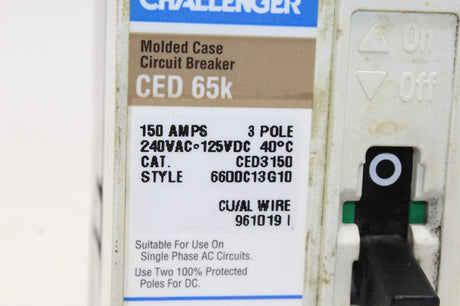 CHALLENGER
Molded Case
Circuit Breaker
CED 65k
150 AMPS 3 POLE
240VAC•125VDC 40°C
CAT. CED3150
STYLE 6600C13G10
CU/AL WIRE
961019 I
Suitable For Use On
Single Phase AC Circuits.
Use Two 100% Protected
Poles For DC.
On
Off
O